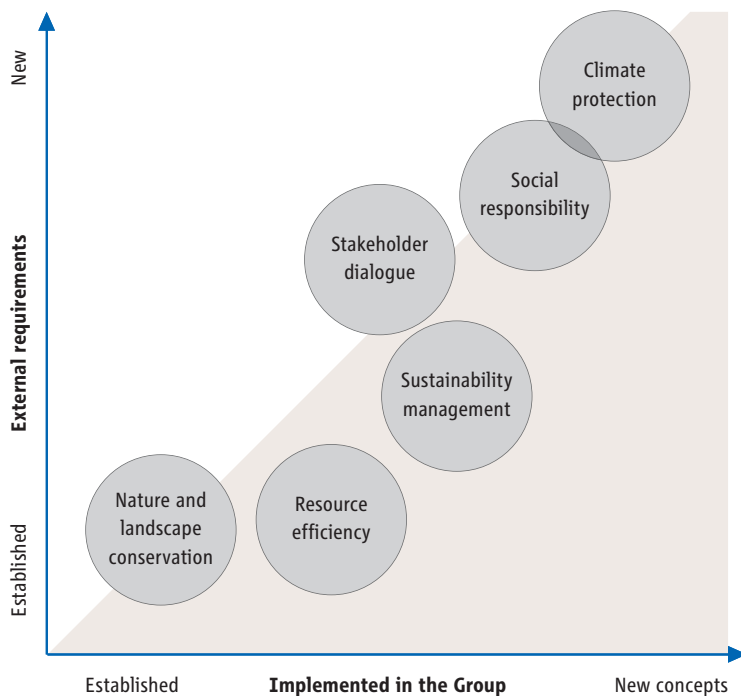 New
External requirements
Established
Climate
protection
Social
responsibility
Stakeholder
dialogue
Sustainability
management
Nature and
landscape
conservation
Resource
efficiency
Established
Implemented in the Group
New concepts